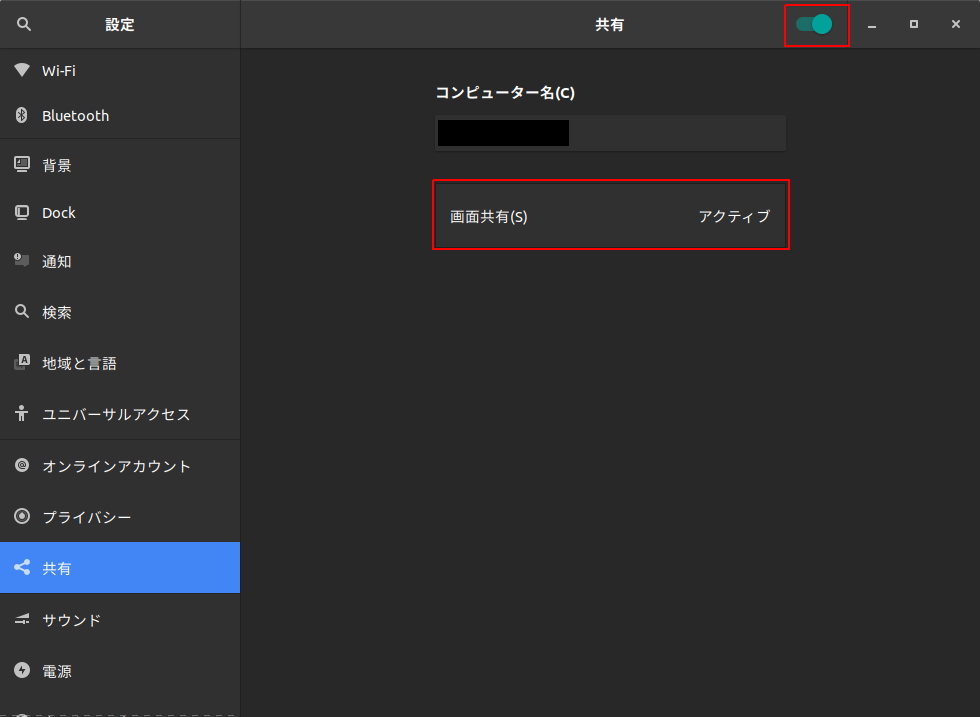 設定
共有
Wi-Fi
Bluetooth
背景
Dock
通知
検索
地域と言語
ユニバーサルアクセス
オンラインアカウント
プライバシー
共有
サウンド
電源
コンピューター名(C)
画面共有(S)
アクティブ